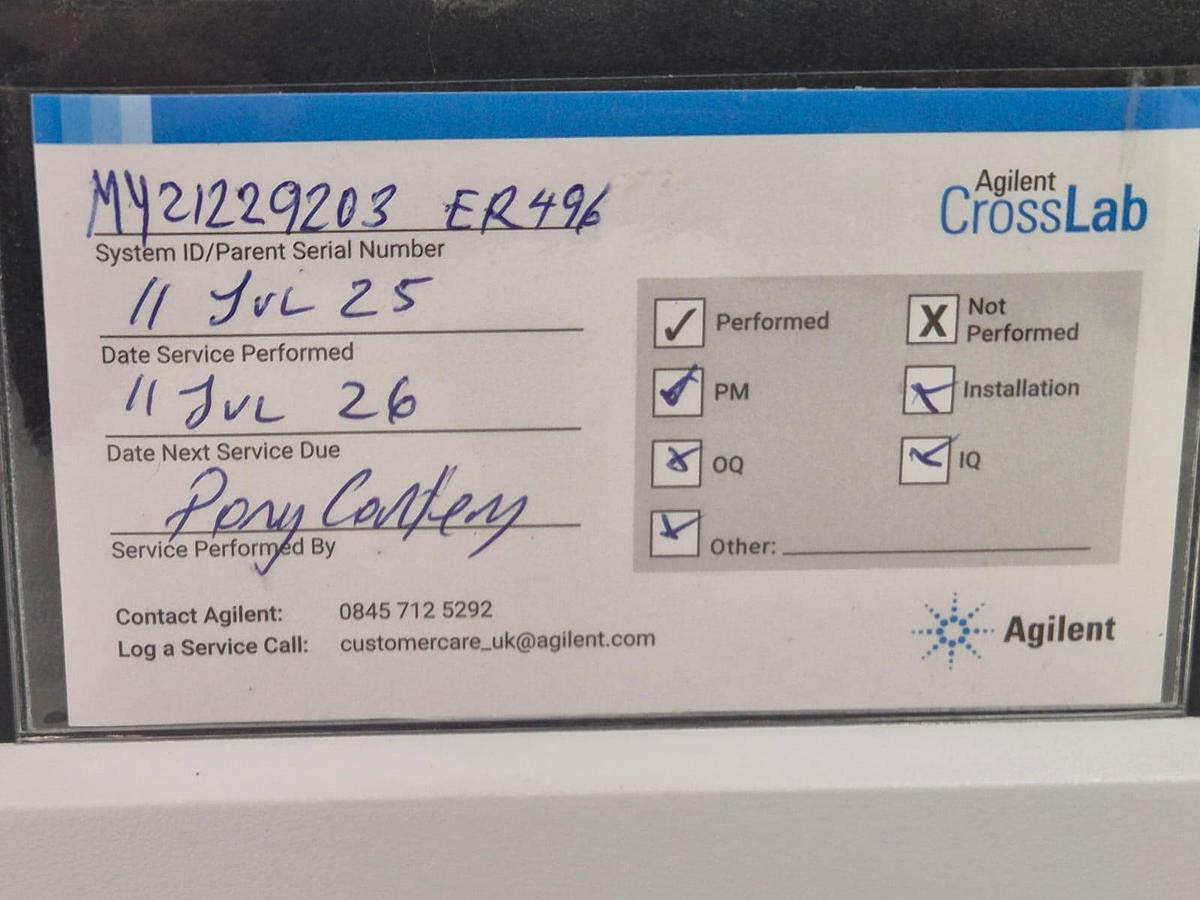 MY21229203 ER496
System ID/Parent Serial Number
11 JUL 25
Date Service Performed
11 JUL 26
Date Next Service Due
Service Performed By
Contact Agilent: 0845 712 5292
Log a Service Call: customercare_uk@agilent.com
Agilent
CrossLab
Performed
Not
Performed
PM
Installation
OQ
IQ
Other:
Agilent